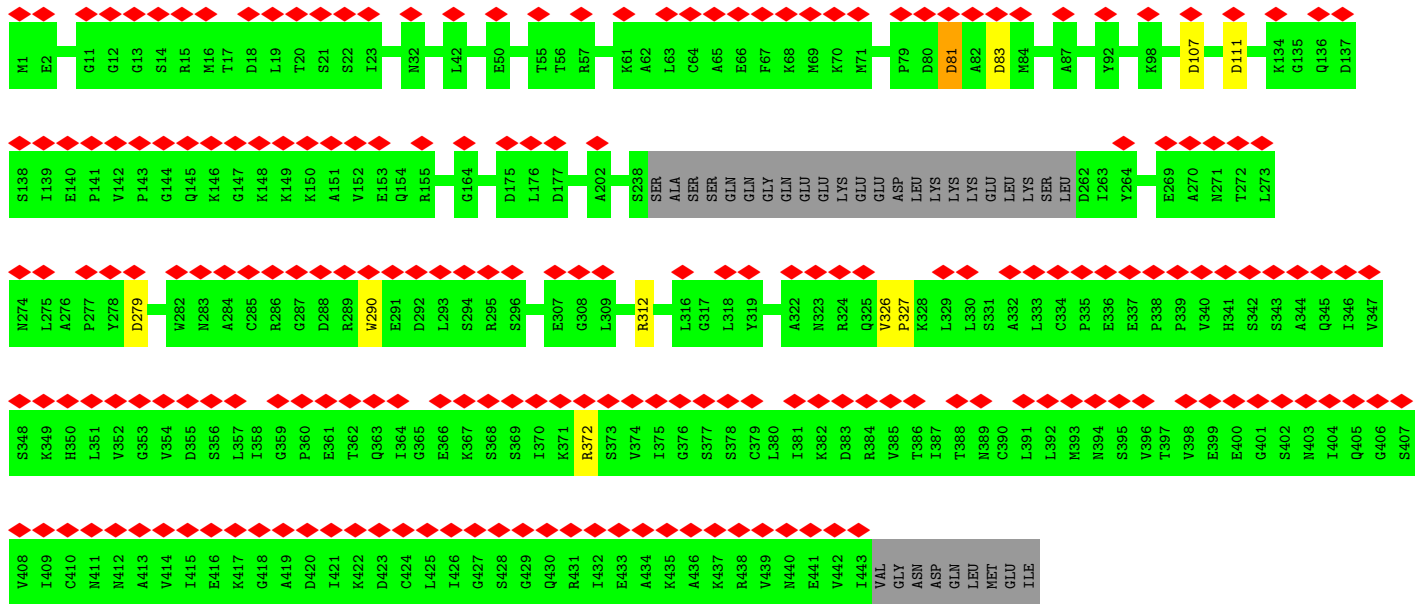 M1 E2 G11 G12 G13 S14 R15 M16 T17 D18 L19 T20 S21 S22 I23 N32 L42 E50 T55 T56 R57 K61 A62 L63 C64 A65 E66 F67 K68 M69 K70 M71 P79 D80 D81 A82 D83 M84 A87 Y92 K98 D107 D111 K134 G135 Q136 D137
S138 I139 E140 P141 V142 P143 G144 Q145 K146 G147 K148 K149 K150 A151 V152 E153 Q154 R155 G164 D175 L176 D177 A202 S238 SER ALA SER SER GLN GLN GLY GLN GLU GLU LYS GLU GLU ASP LEU LYS LYS LYS GLU LEU LYS SER LEU D262 I263 Y264 E269 A270 N271 T272 L273
N274 L275 A276 P277 Y278 D279 W282 N283 A284 C285 R286 G287 D288 R289 W290 E291 D292 L293 S294 R295 S296 E307 G308 L309 R312 L316 G317 L318 Y319 A322 N323 R324 Q325 V326 P327 K328 L329 L330 S331 A332 L333 C334 P335 E336 E337 P338 P339 V340 H341 S342 S343 A344 Q345 I346 V347
S348 K349 H350 L351 V352 G353 V354 D355 S356 L357 I358 G359 P360 E361 T362 Q363 I364 G365 E366 K367 S368 S369 I370 K371 R372 S373 V374 I375 G376 S377 S378 C379 L380 I381 K382 D383 R384 V385 T386 I387 T388 N389 C390 L391 L392 M393 N394 S395 V396 T397 V398 E399 E400 G401 S402 N403 I404 Q405 G406 S407
V408 I409 C410 N411 N412 A413 V414 I415 E416 K417 G418 A419 D420 I421 K422 D423 C424 L425 I426 G427 S428 G429 Q430 R431 I432 E433 A434 K435 A436 K437 R438 V439 N440 E441 V442 I443 VAL GLY ASN ASP GLN LEU MET GLU ILE